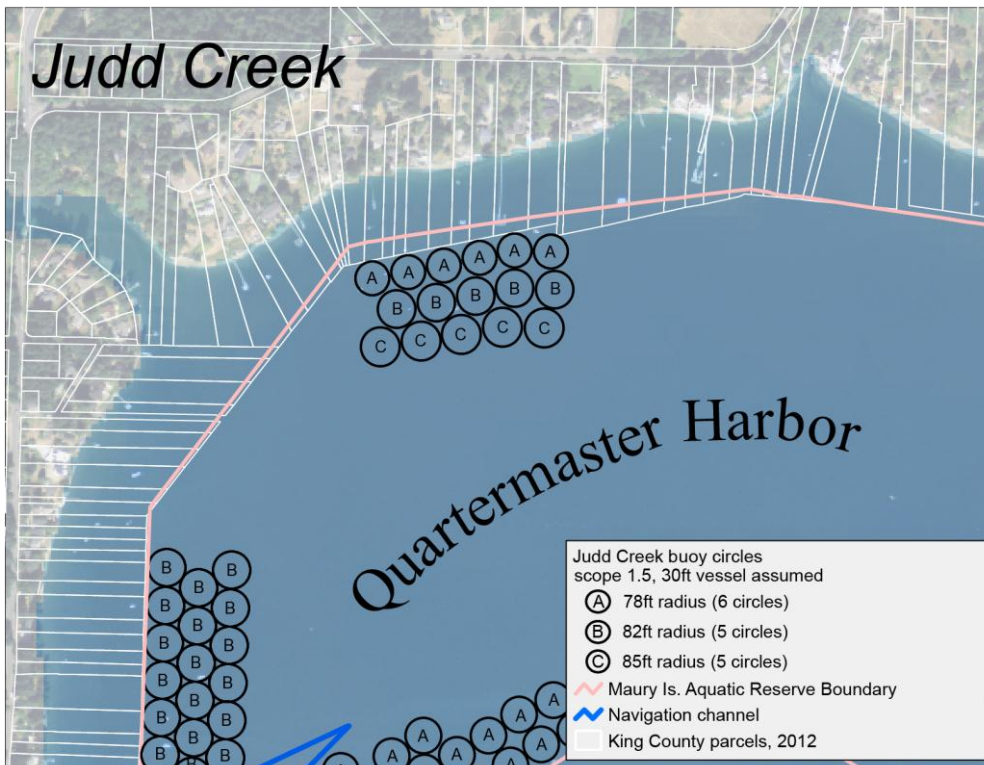 Judd Creek
A A A A A A
B B B B B
C C C C C
Quartermaster Harbor
B B
B
B B
B
B B
B
B B
B
B B
B
B B
B
A
A
A A
A
A A
A
Judd Creek buoy circles
scope 1.5, 30ft vessel assumed
A 78ft radius (6 circles)
B 82ft radius (5 circles)
C 85ft radius (5 circles)
Maury Is. Aquatic Reserve Boundary
Navigation channel
King County parcels, 2012